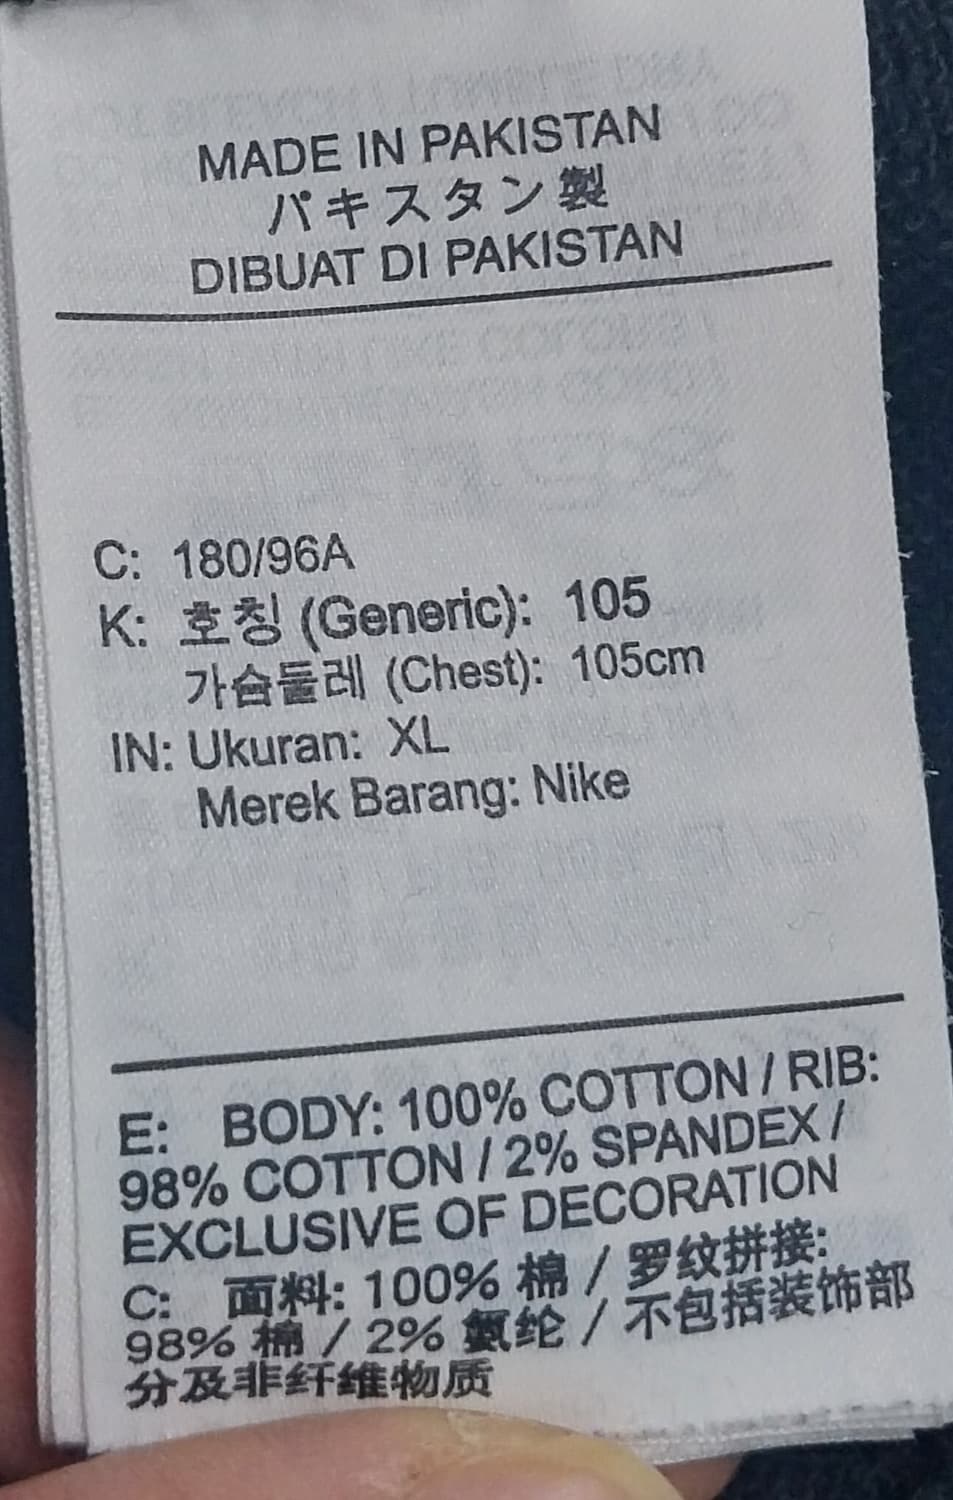 MADE IN PAKISTAN
パキスタン製
DIBUAT DI PAKISTAN
C: 180/96A
K: 호칭 (Generic): 105
가슴둘레 (Chest): 105cm
IN: Ukuran: XL
Merek Barang: Nike
E: BODY: 100% COTTON / RIB:
98% COTTON / 2% SPANDEX /
EXCLUSIVE OF DECORATION
C: 面料: 100% 棉 / 罗纹拼接:
98% 棉 / 2% 氨纶 / 不包括装饰部
分及非纤维物质